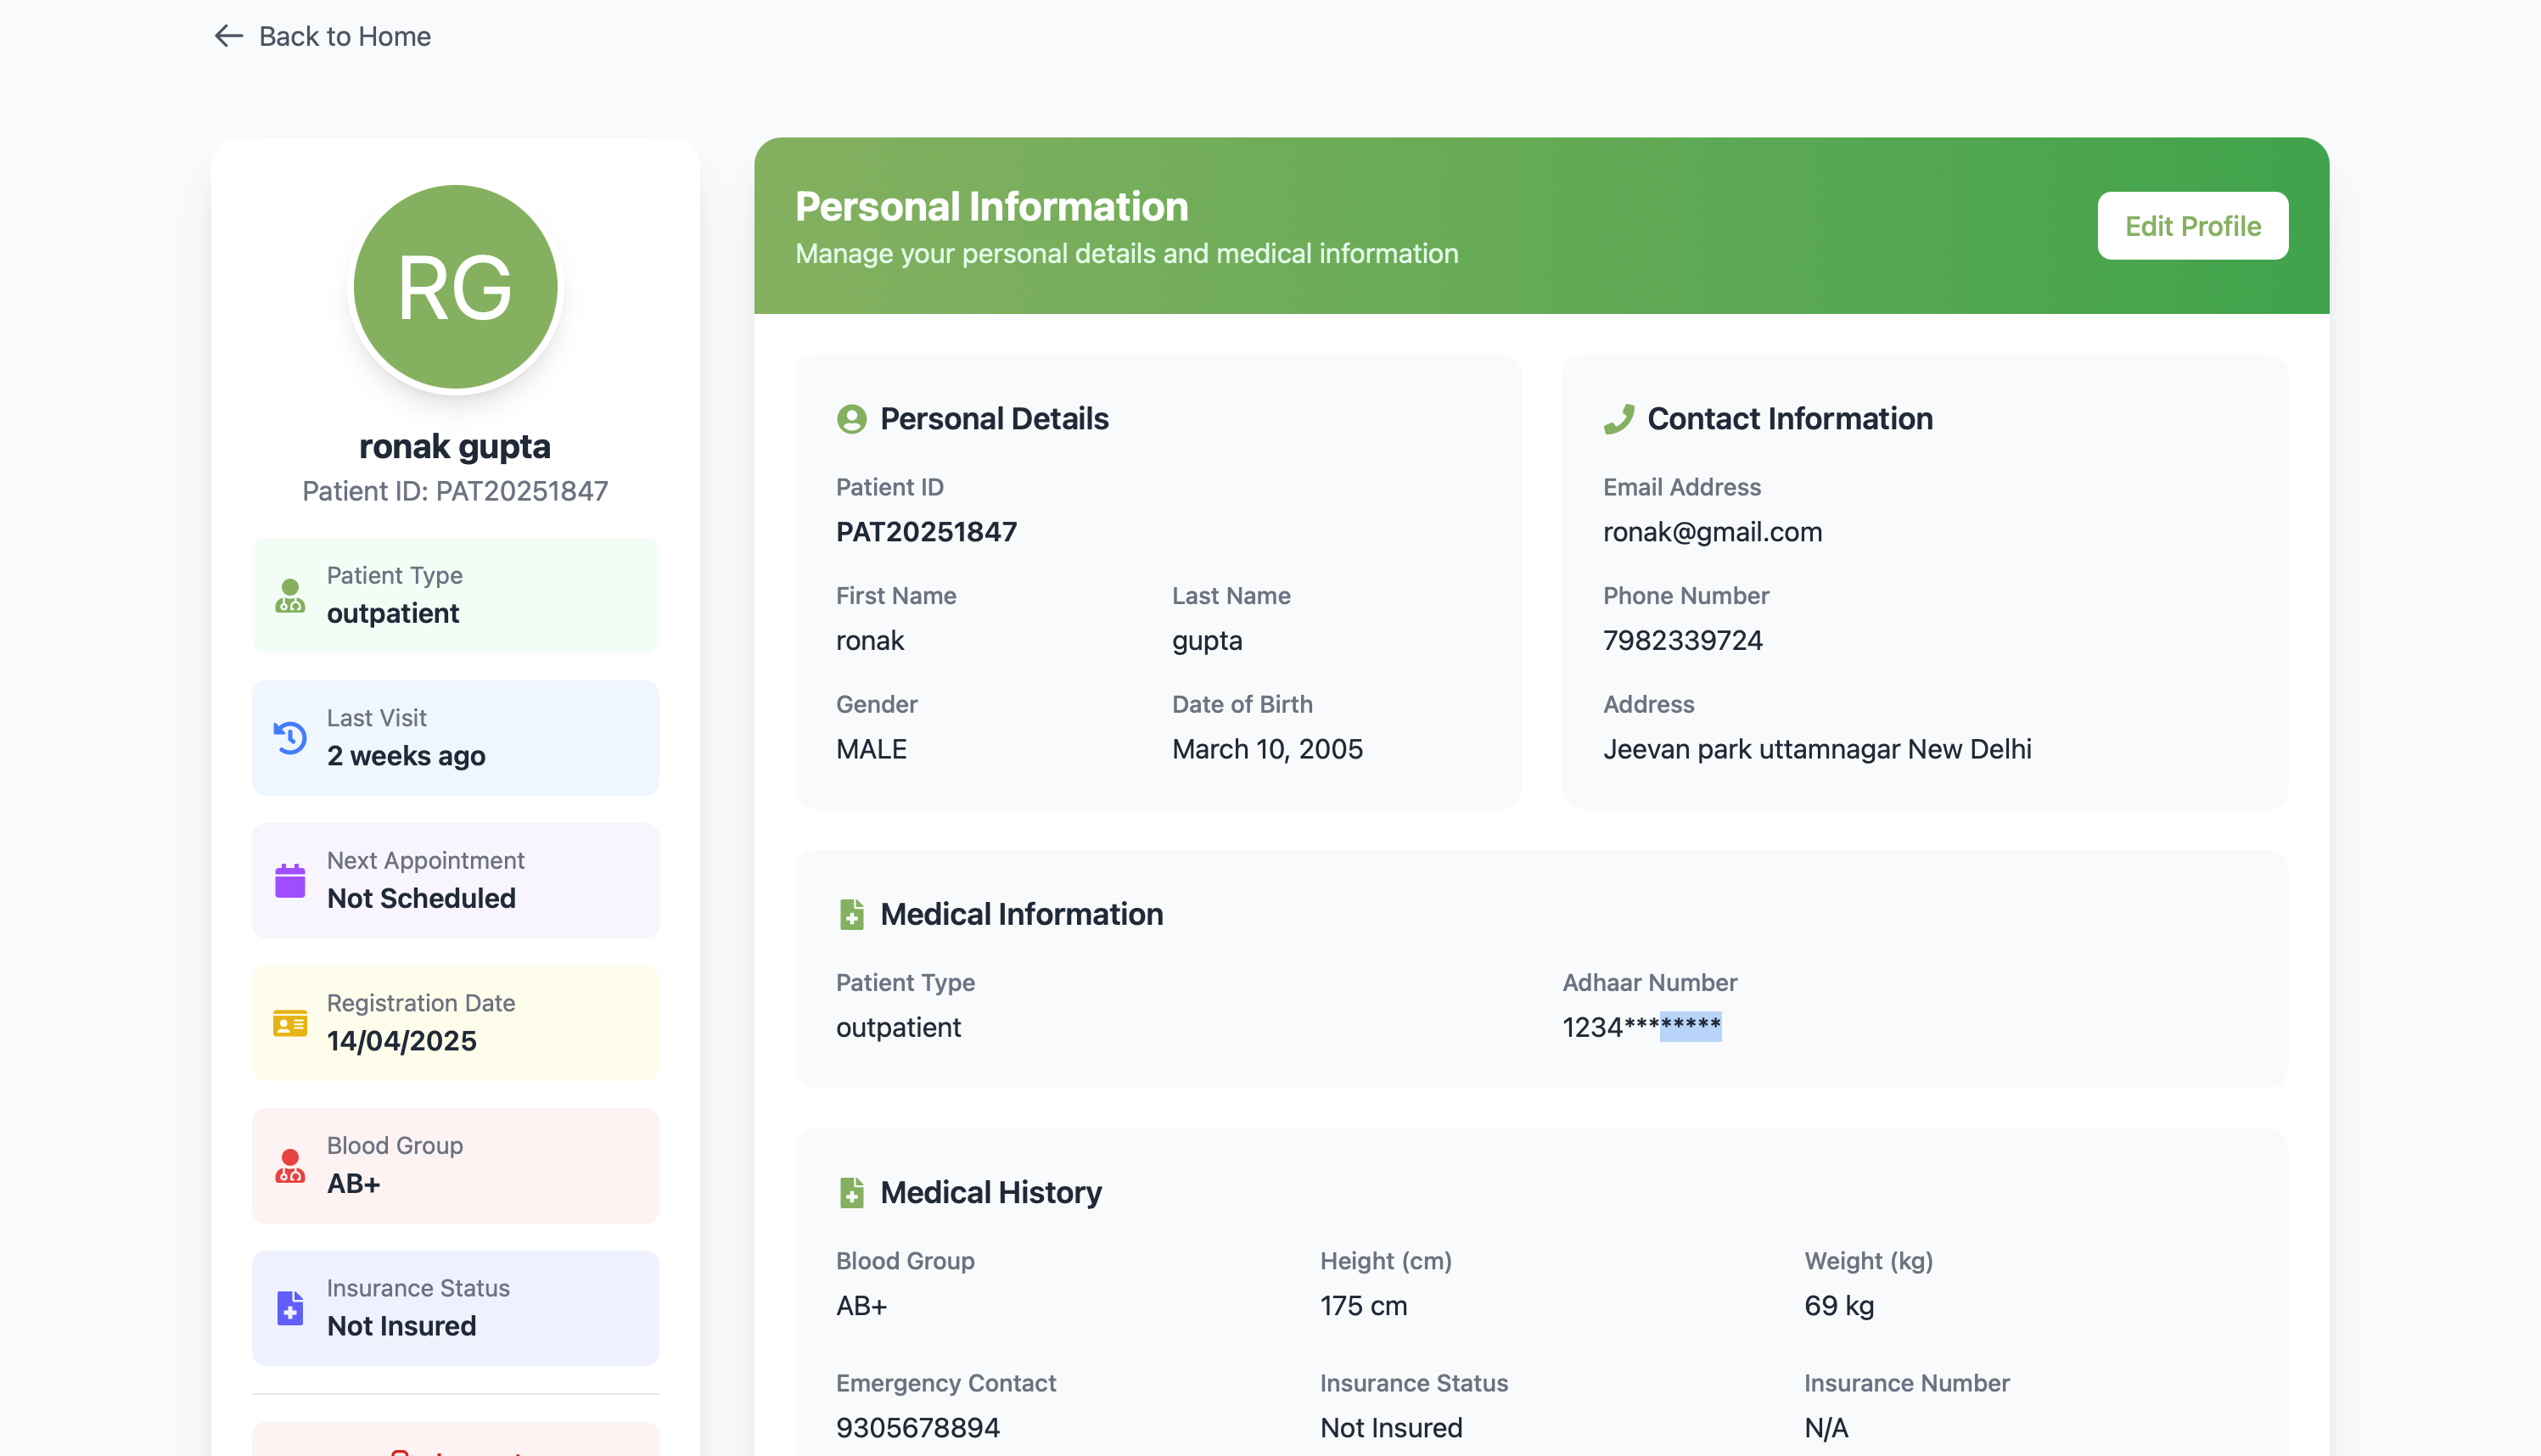 Back to Home
RG
ronak gupta
Patient ID: PAT20251847
Patient Type
outpatient
Last Visit
2 weeks ago
Next Appointment
Not Scheduled
Registration Date
14/04/2025
Blood Group
AB+
Insurance Status
Not Insured
Personal Information
Manage your personal details and medical information
Edit Profile
Personal Details
Patient ID
PAT20251847
First Name Last Name
ronak gupta
Gender Date of Birth
MALE March 10, 2005
Contact Information
Email Address
ronak@gmail.com
Phone Number
7982339724
Address
Jeevan park uttamnagar New Delhi
Medical Information
Patient Type Adhaar Number
outpatient 1234********
Medical History
Blood Group Height (cm) Weight (kg)
AB+ 175 cm 69 kg
Emergency Contact Insurance Status Insurance Number
9305678894 Not Insured N/A